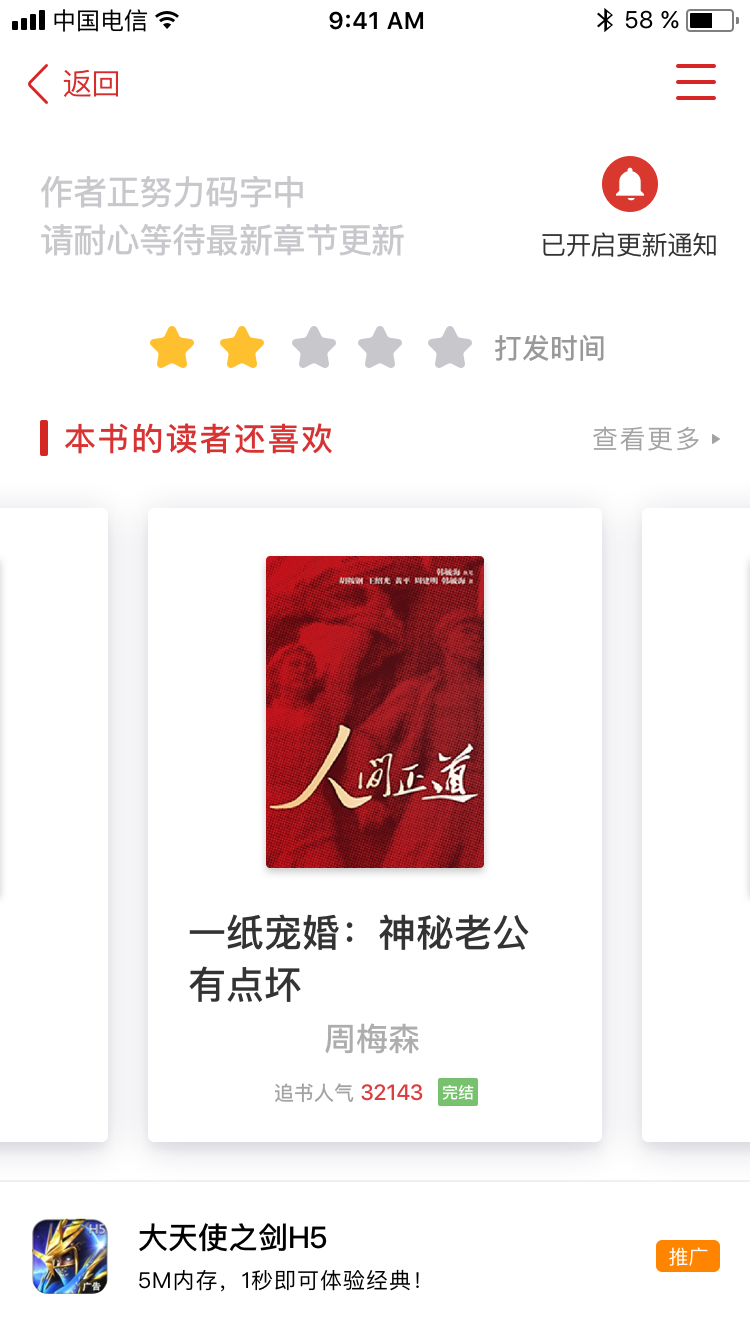 中国电信 9:41 AM 58 %
返回
作者正努力码字中
请耐心等待最新章节更新
已开启更新通知
打发时间
本书的读者还喜欢 查看更多
韩毓海
胡鞍钢 王绍光 黄平 周建明 韩毓海
人间正道
一纸宠婚：神秘老公
有点坏
周梅森
追书人气 32143 完结
H5
广告
大天使之剑H5
5M内存，1秒即可体验经典！
推广